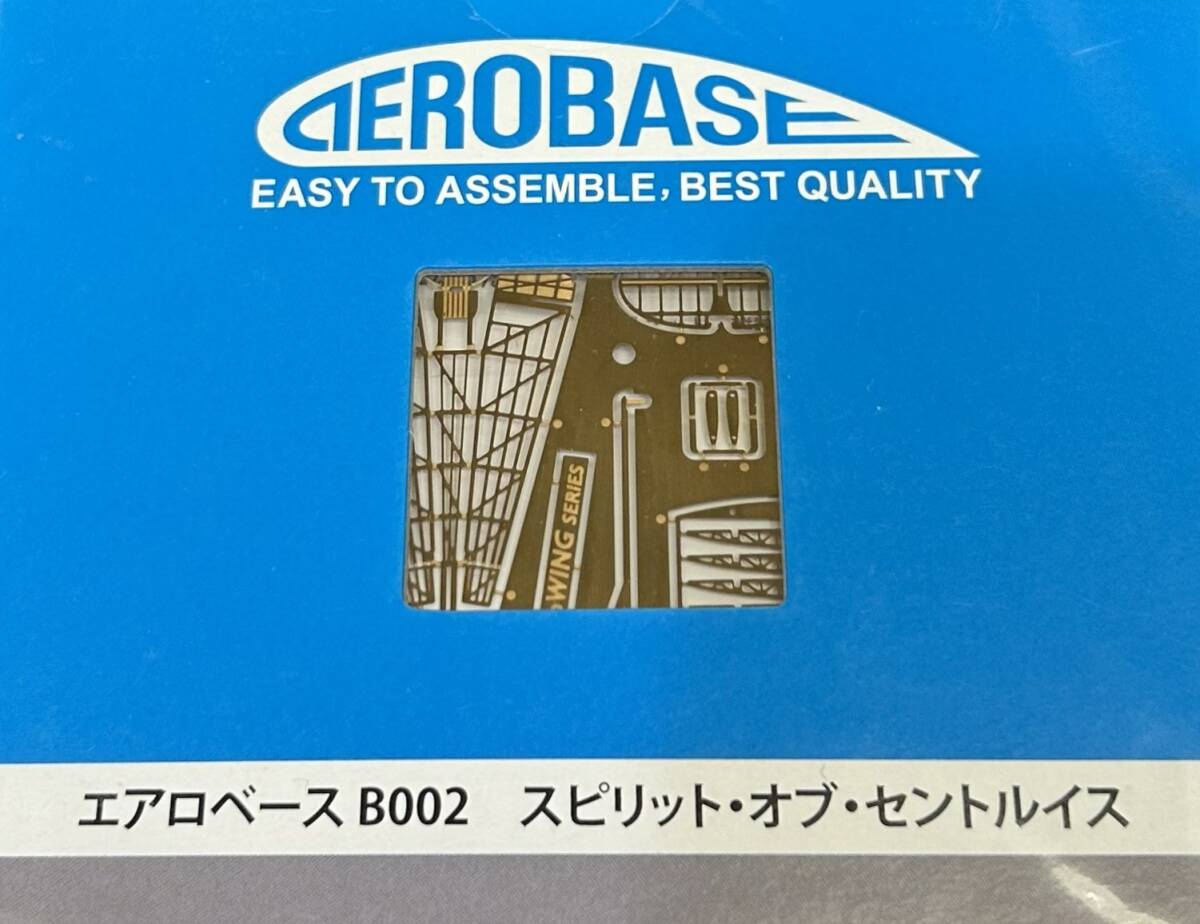 AEROBASE
EASY TO ASSEMBLE, BEST QUALITY
WING SERIES
エアロベース B002 スピリット・オブ・セントルイス